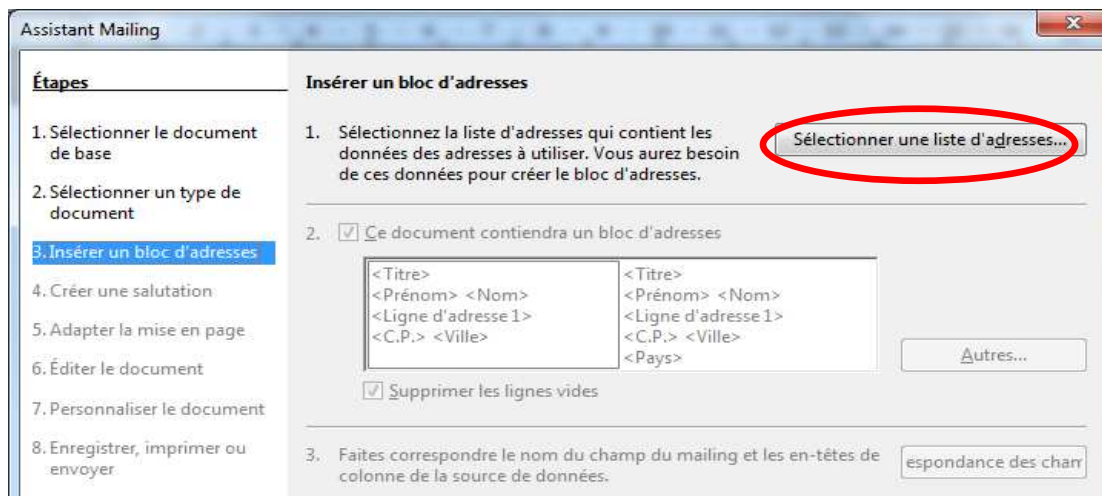 Assistant Mailing
Étapes
1. Sélectionner le document
de base
2. Sélectionner un type de
document
3. Insérer un bloc d'adresses
4. Créer une salutation
5. Adapter la mise en page
6. Éditer le document
7. Personnaliser le document
8. Enregistrer, imprimer ou
envoyer
Insérer un bloc d'adresses
1. Sélectionnez la liste d'adresses qui contient les
données des adresses à utiliser. Vous aurez besoin
de ces données pour créer le bloc d'adresses.
Sélectionner une liste d'adresses...
2. Ce document contiendra un bloc d'adresses
<Titre>
<Prénom> <Nom>
<Ligne d'adresse 1>
<C.P.> <Ville>
<Titre>
<Prénom> <Nom>
<Ligne d'adresse 1>
<C.P.> <Ville>
<Pays>
Autres...
Supprimer les lignes vides
3. Faites correspondre le nom du champ du mailing et les en-têtes de
colonne de la source de données.
espondance des cham